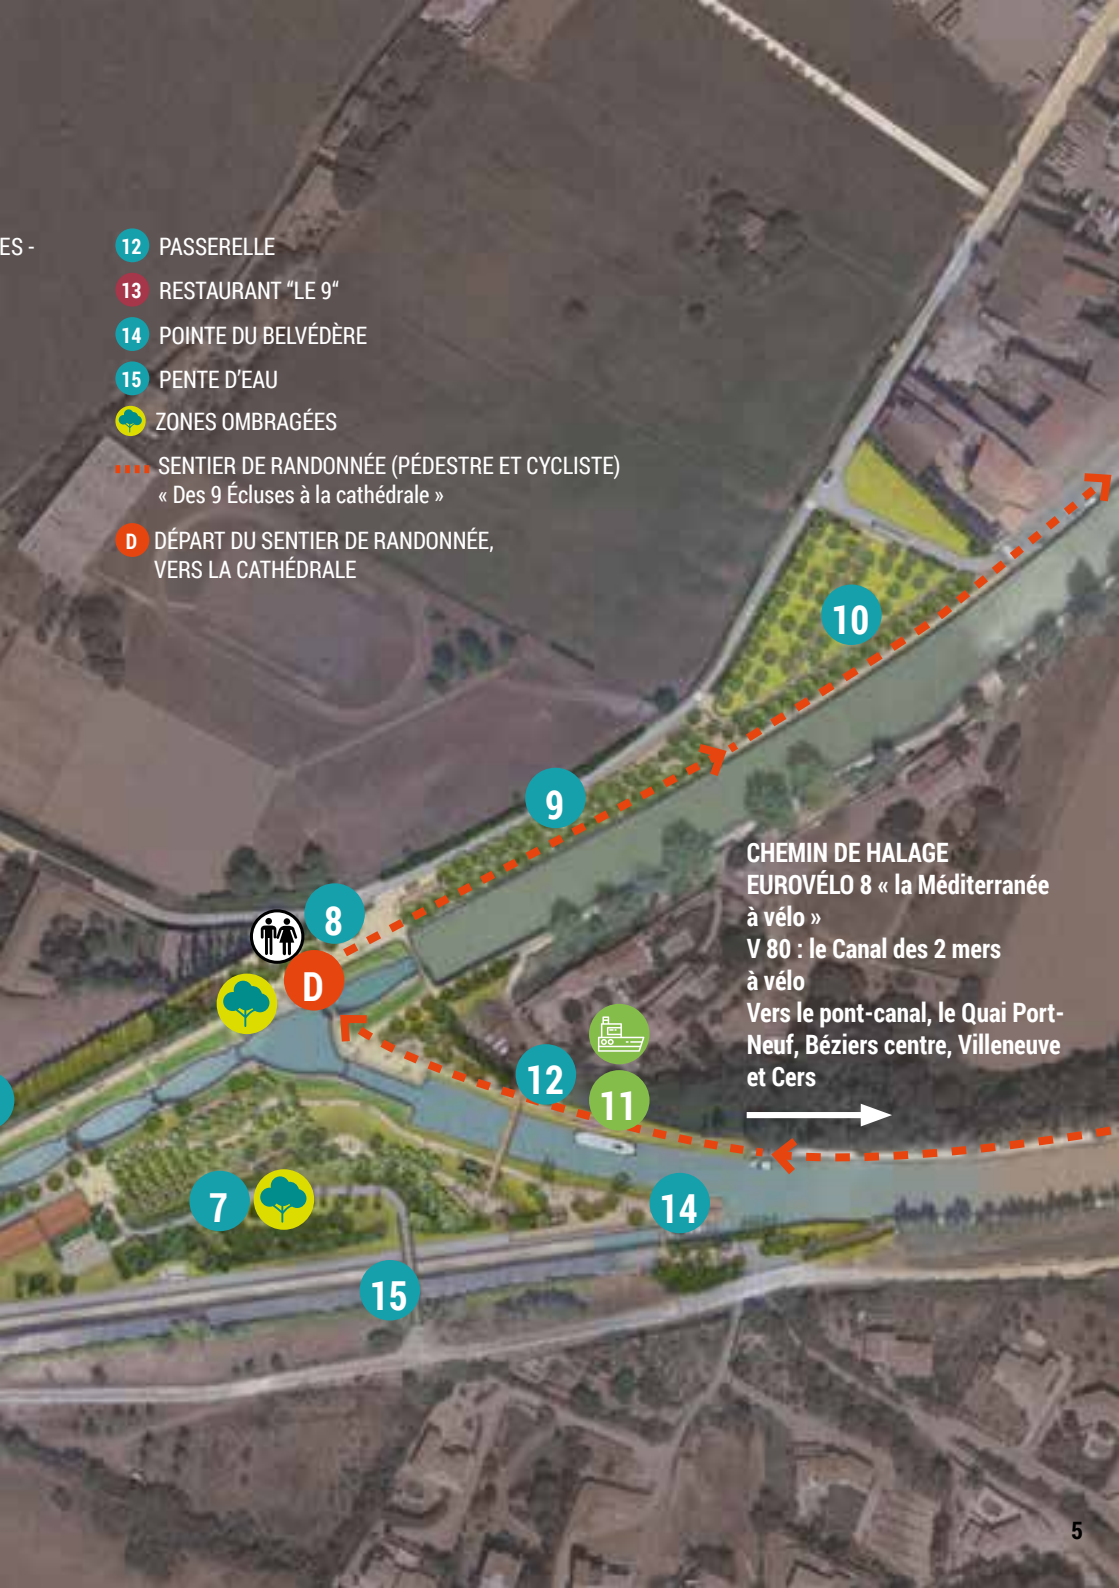 ES -
12 PASSERELLE
13 RESTAURANT “LE 9“
14 POINTE DU BELVÉDÈRE
15 PENTE D’EAU
ZONES OMBRAGÉES
SENTIER DE RANDONNÉE (PÉDESTRE ET CYCLISTE)
« Des 9 Écluses à la cathédrale »
D DÉPART DU SENTIER DE RANDONNÉE,
VERS LA CATHÉDRALE
10
9
8
D
CHEMIN DE HALAGE
EUROVÉLO 8 « la Méditerranée
à vélo »
V 80 : le Canal des 2 mers
à vélo
Vers le pont-canal, le Quai Port-
Neuf, Béziers centre, Villeneuve
et Cers
12
11
7
14
15
5